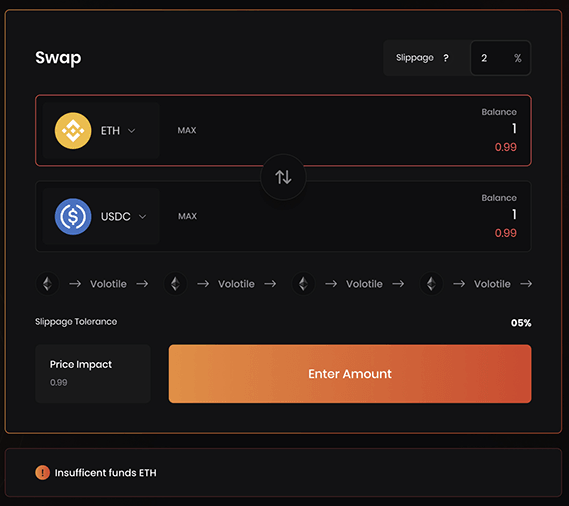 Swap
Slippage ? 2 %
Balance
ETH MAX 1
0.99
Balance
USDC MAX 1
0.99
→ Volotile → → Volotile → → Volotile → → Volotile →
Slippage Tolerance 05%
Price Impact
0.99
Enter Amount
! Insufficent funds ETH